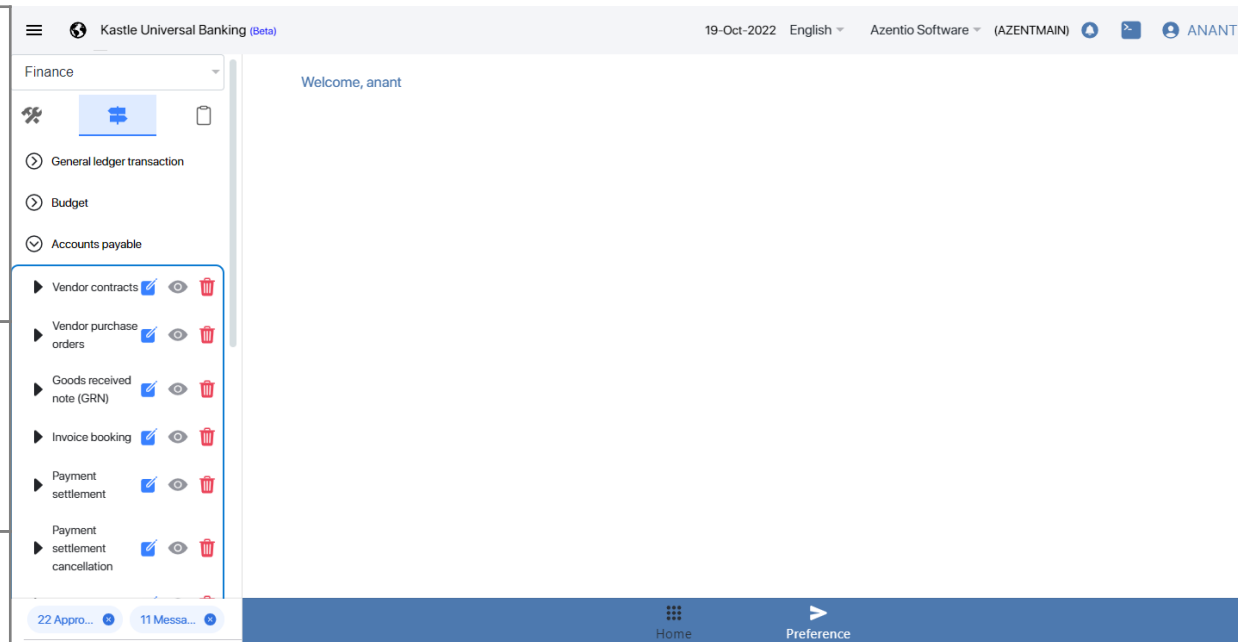 Kastle Universal Banking (Beta)
19-Oct-2022 English Azentio Software (AZENTMAIN) ANANT
Finance
Welcome, anant
General ledger transaction
Budget
Accounts payable
Vendor contracts
Vendor purchase
orders
Goods received
note (GRN)
Invoice booking
Payment
settlement
Payment
settlement
cancellation
22 Appro... 11 Messa...
Home Preference